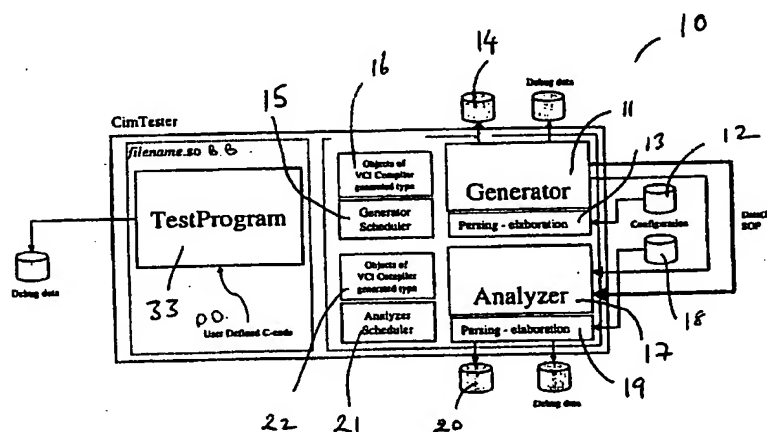 10
14
16
Debug data
15
11
13
12
CimTester
filename.so B.B
Objects of
VCI Compiler
generated type
Generator
TestProgram
Generator
Scheduler
Parsing - elaboration
Configuration
SOP
Debug data
33
Objects of
VCI Compiler
generated type
Analyzer
18
D.D.
User Defined C-code
Analyzer
Scheduler
Parsing - elaboration
17
19
22
21
20
Debug data